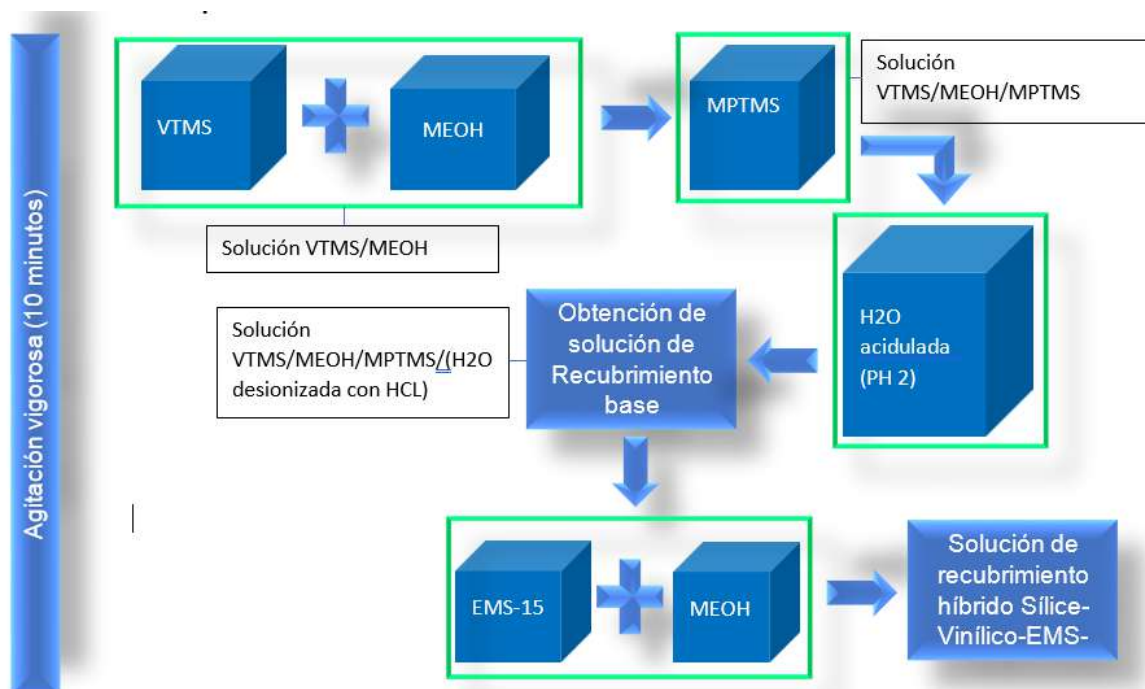 Agitación vigorosa (10 minutos)
VTMS
MEOH
MPTMS
Solución
VTMS/MEOH/MPTMS
Solución VTMS/MEOH
H2O
acidulada
(PH 2)
Obtención de
solución de
Recubrimiento
base
Solución
VTMS/MEOH/MPTMS/(H2O
desionizada con HCL)
EMS-15
MEOH
Solución de
recubrimiento
híbrido Sílice-
Vinílico-EMS-